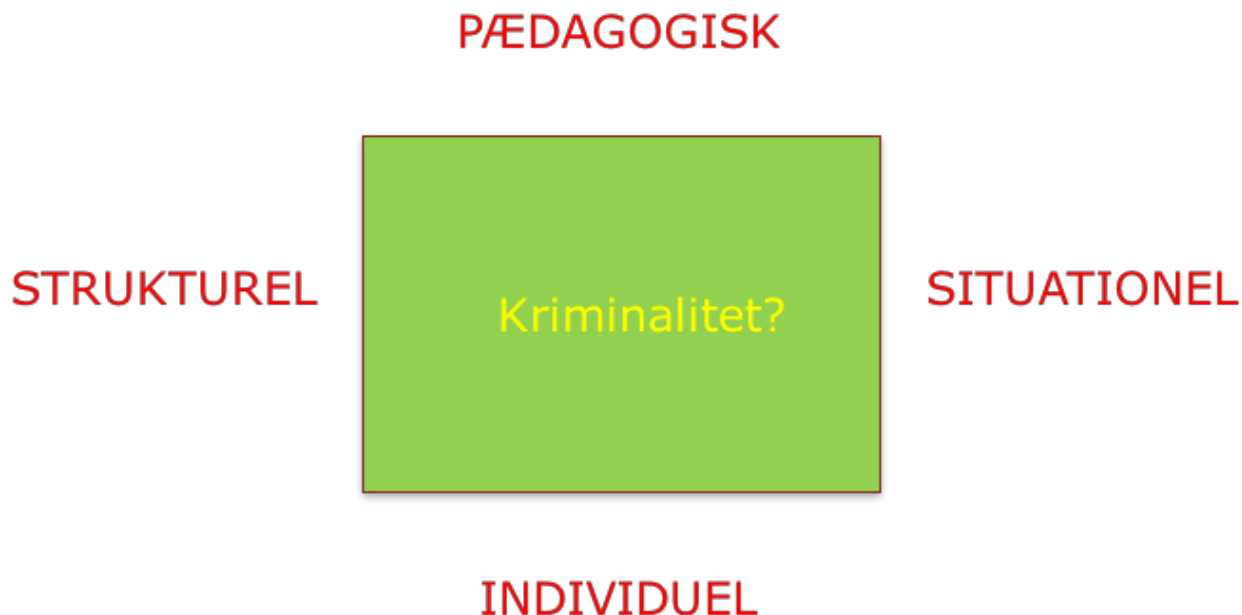 PÆDAGOGISK
STRUKTUREL
Kriminalitet?
SITUATIONEL
INDIVIDUEL